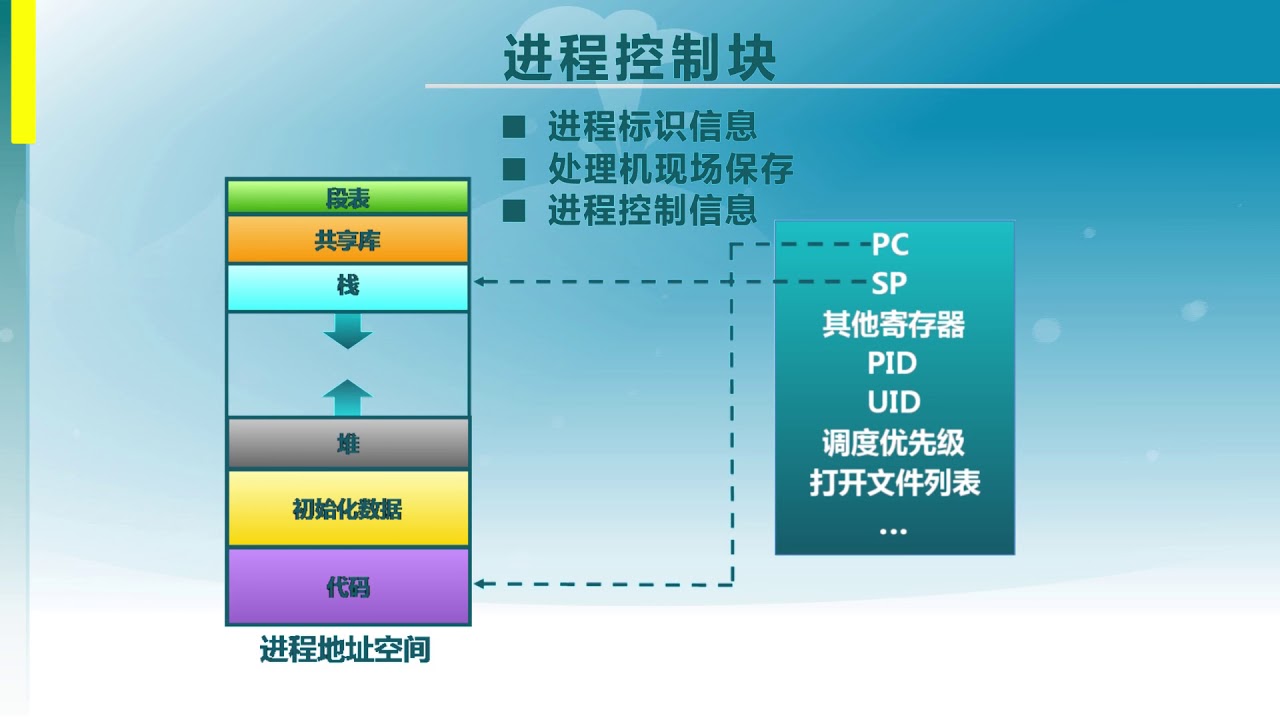 进程控制块
■ 进程标识信息
■ 处理机现场保存
■ 进程控制信息
段表
共享库
栈
堆
初始化数据
代码
进程地址空间
PC
SP
其他寄存器
PID
UID
调度优先级
打开文件列表
...